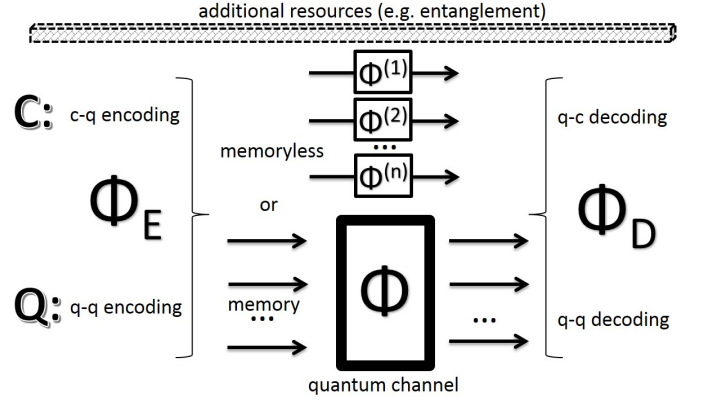 additional resources (e.g. entanglement)
Φ(1)
C: c-q encoding
Φ(2)
q-c decoding
...
memoryless
Φ(n)
ΦE
or
ΦD
Φ
Q: q-q encoding
memory
...
...
q-q decoding
quantum channel